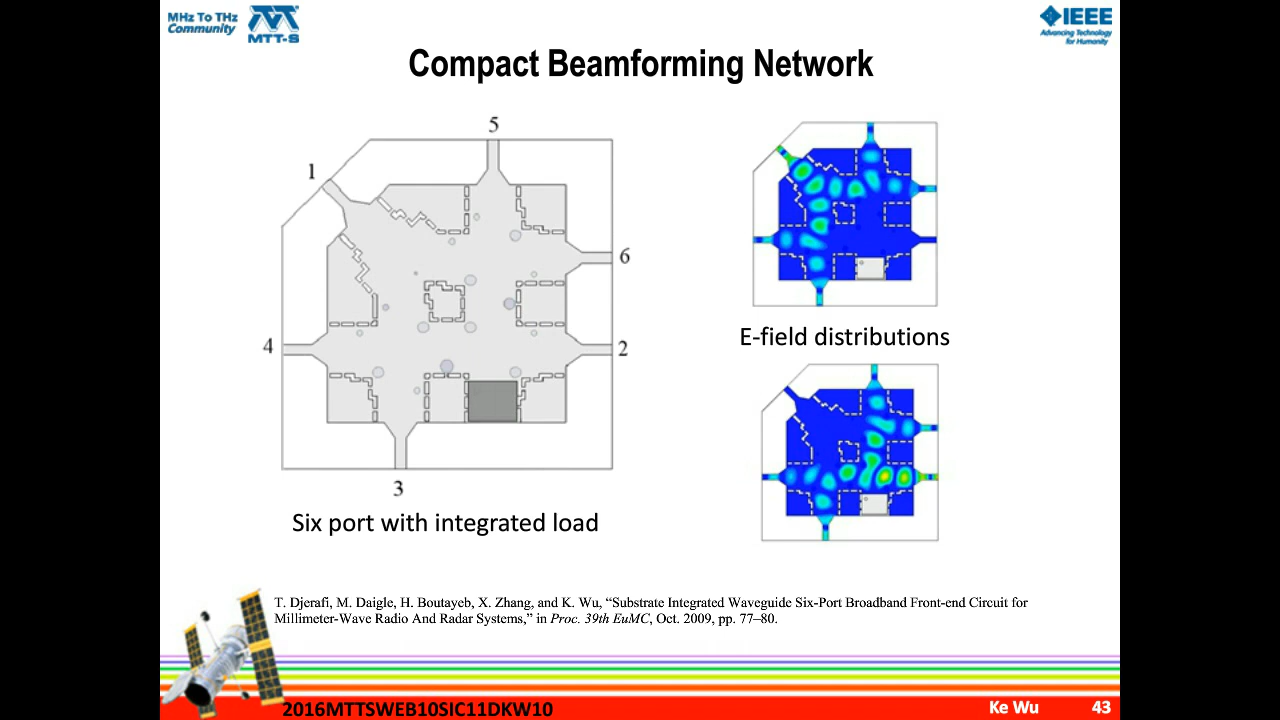 MHz To THz
Community
MTT-S
IEEE
Advancing Technology
for Humanity
Compact Beamforming Network
5
1
6
4
2
3
Six port with integrated load
E-field distributions
T. Djerafi, M. Daigle, H. Boutayeb, X. Zhang, and K. Wu, “Substrate Integrated Waveguide Six-Port Broadband Front-end Circuit for
Millimeter-Wave Radio And Radar Systems,” in Proc. 39th EuMC, Oct. 2009, pp. 77–80.
2016MTTSWEB10SIC11DKW10
Ke Wu
43